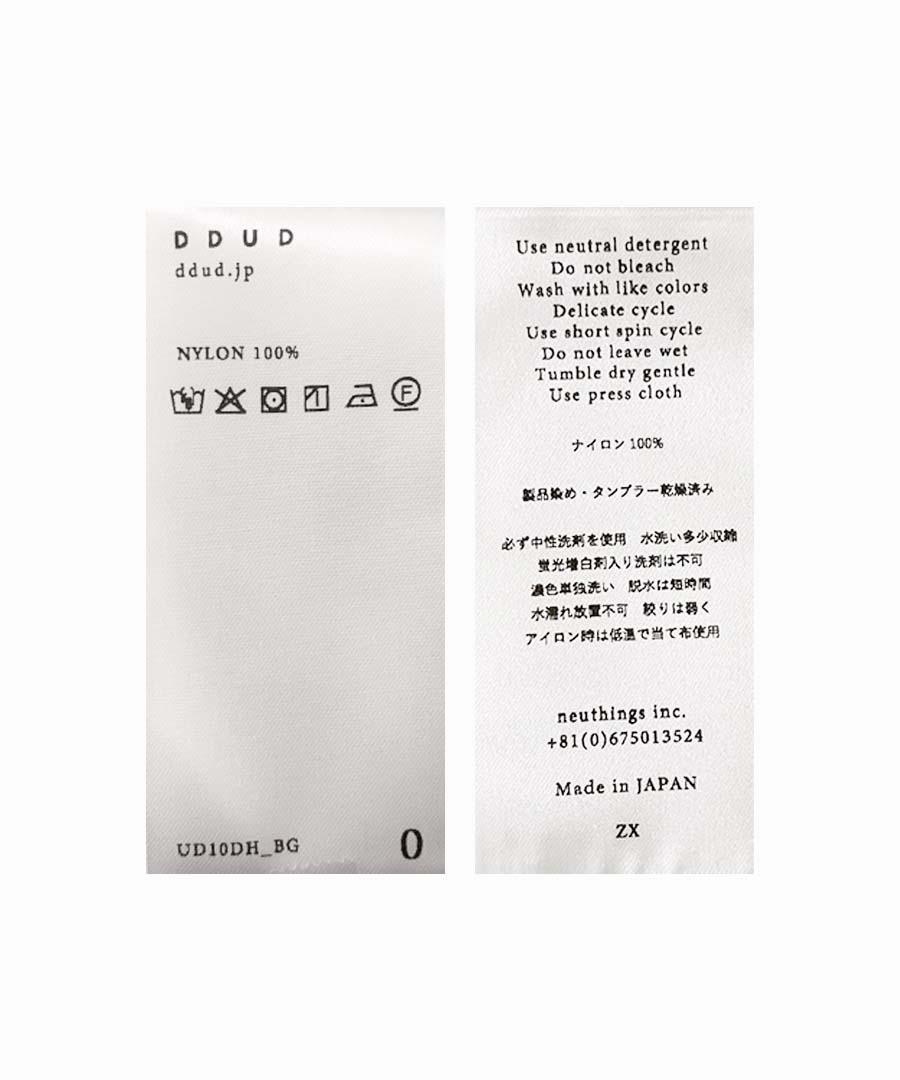 D D U D
ddud.jp
NYLON 100%
F
UD10DH_BG
0
Use neutral detergent
Do not bleach
Wash with like colors
Delicate cycle
Use short spin cycle
Do not leave wet
Tumble dry gentle
Use press cloth
ナイロン 100%
製品染め・タンブラー乾燥済み
必ず中性洗剤を使用　水洗い多少収縮
蛍光増白剤入り洗剤は不可
濃色単独洗い　脱水は短時間
水濡れ放置不可　絞りは弱く
アイロン時は低温で当て布使用
neuthings inc.
+81(0)675013524
Made in JAPAN
ZX